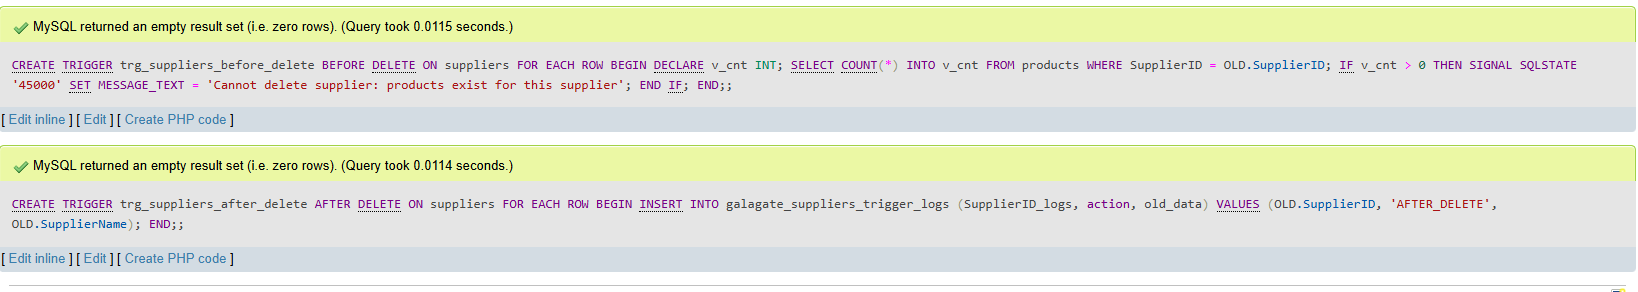 MySQL returned an empty result set (i.e. zero rows). (Query took 0.0115 seconds.)
CREATE TRIGGER trg_suppliers_before_delete BEFORE DELETE ON suppliers FOR EACH ROW BEGIN DECLARE v_cnt INT; SELECT COUNT(*) INTO v_cnt FROM products WHERE SupplierID = OLD.SupplierID; IF v_cnt > 0 THEN SIGNAL SQLSTATE
'45000' SET MESSAGE_TEXT = 'Cannot delete supplier: products exist for this supplier'; END IF; END;;
[ Edit inline ] [ Edit ] [ Create PHP code ]
MySQL returned an empty result set (i.e. zero rows). (Query took 0.0114 seconds.)
CREATE TRIGGER trg_suppliers_after_delete AFTER DELETE ON suppliers FOR EACH ROW BEGIN INSERT INTO galagate_suppliers_trigger_logs (SupplierID_logs, action, old_data) VALUES (OLD.SupplierID, 'AFTER_DELETE',
OLD.SupplierName); END;;
[ Edit inline ] [ Edit ] [ Create PHP code ]